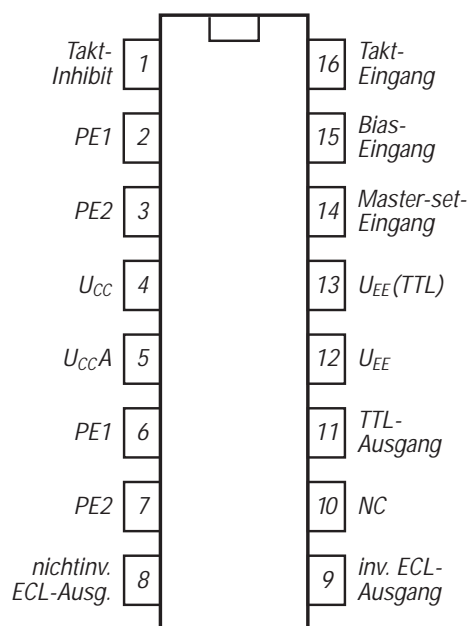 Takt-
Inhibit 1
16 Takt-
Eingang
PE1 2
15 Bias-
Eingang
PE2 3
14 Master-set-
Eingang
UCC 4
13 UEE(TTL)
UCCA 5
12 UEE
PE1 6
11 TTL-
Ausgang
PE2 7
10 NC
nichtinv.
ECL-Ausg. 8
9 inv. ECL-
Ausgang